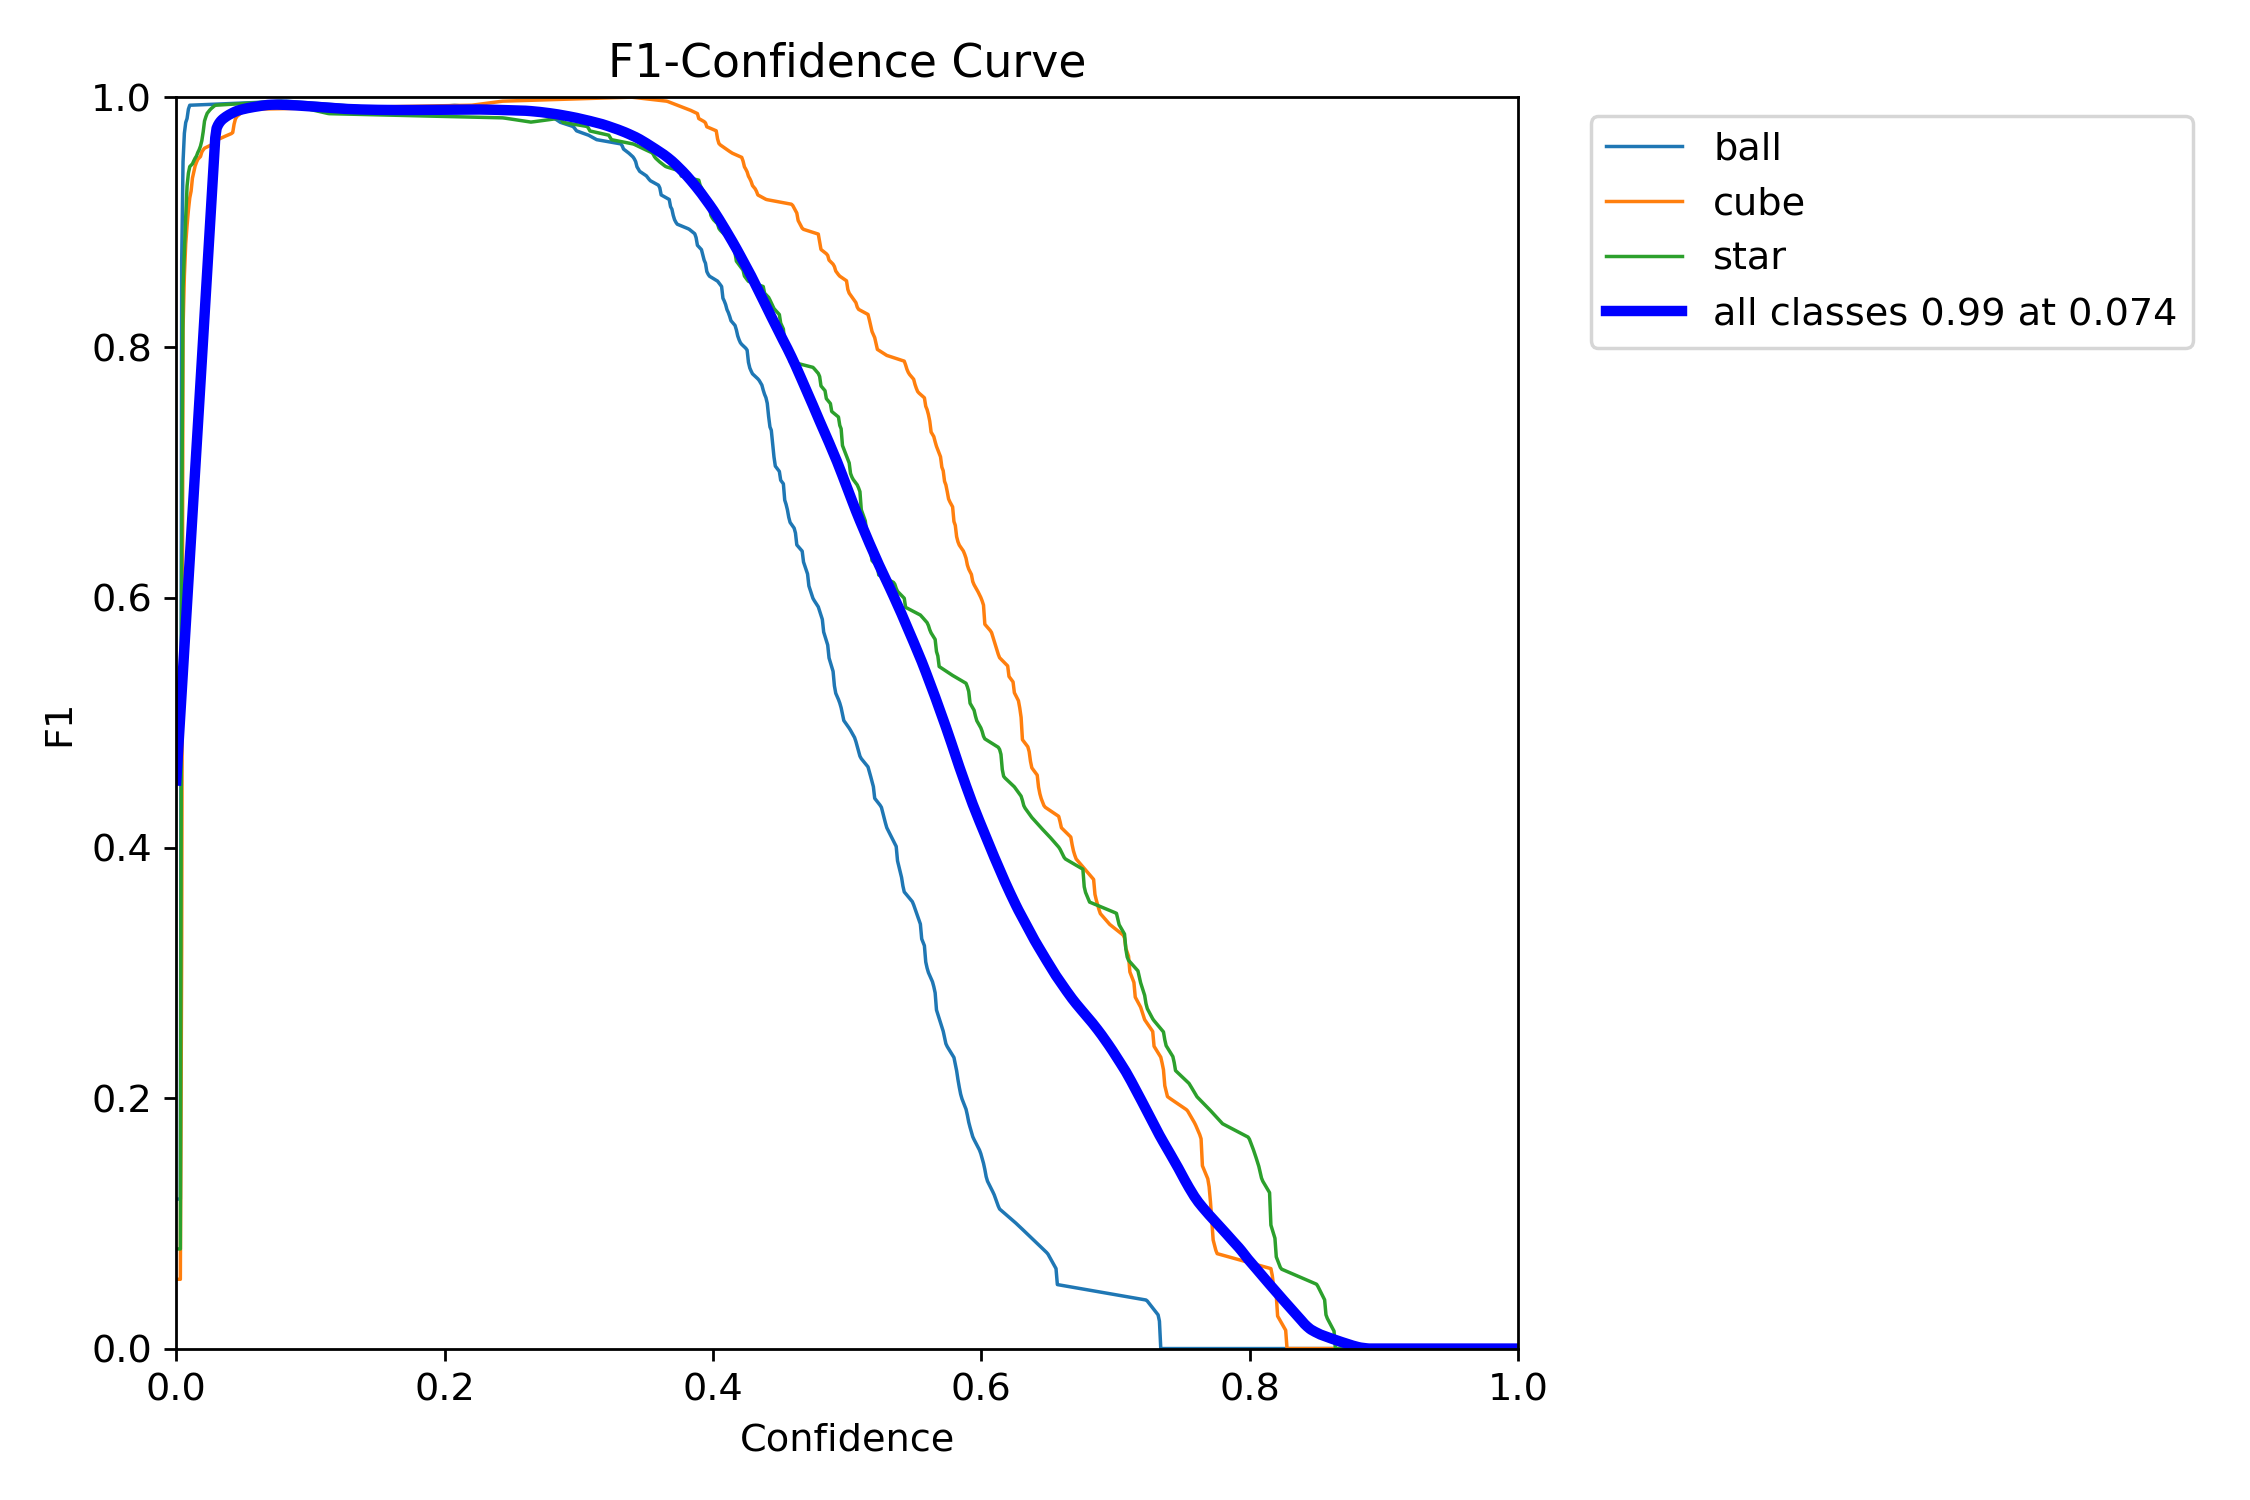 F1-Confidence Curve
1.0
0.8
0.6
0.4
0.2
0.0
F1
0.0 0.2 0.4 0.6 0.8 1.0
Confidence
ball
cube
star
all classes 0.99 at 0.074